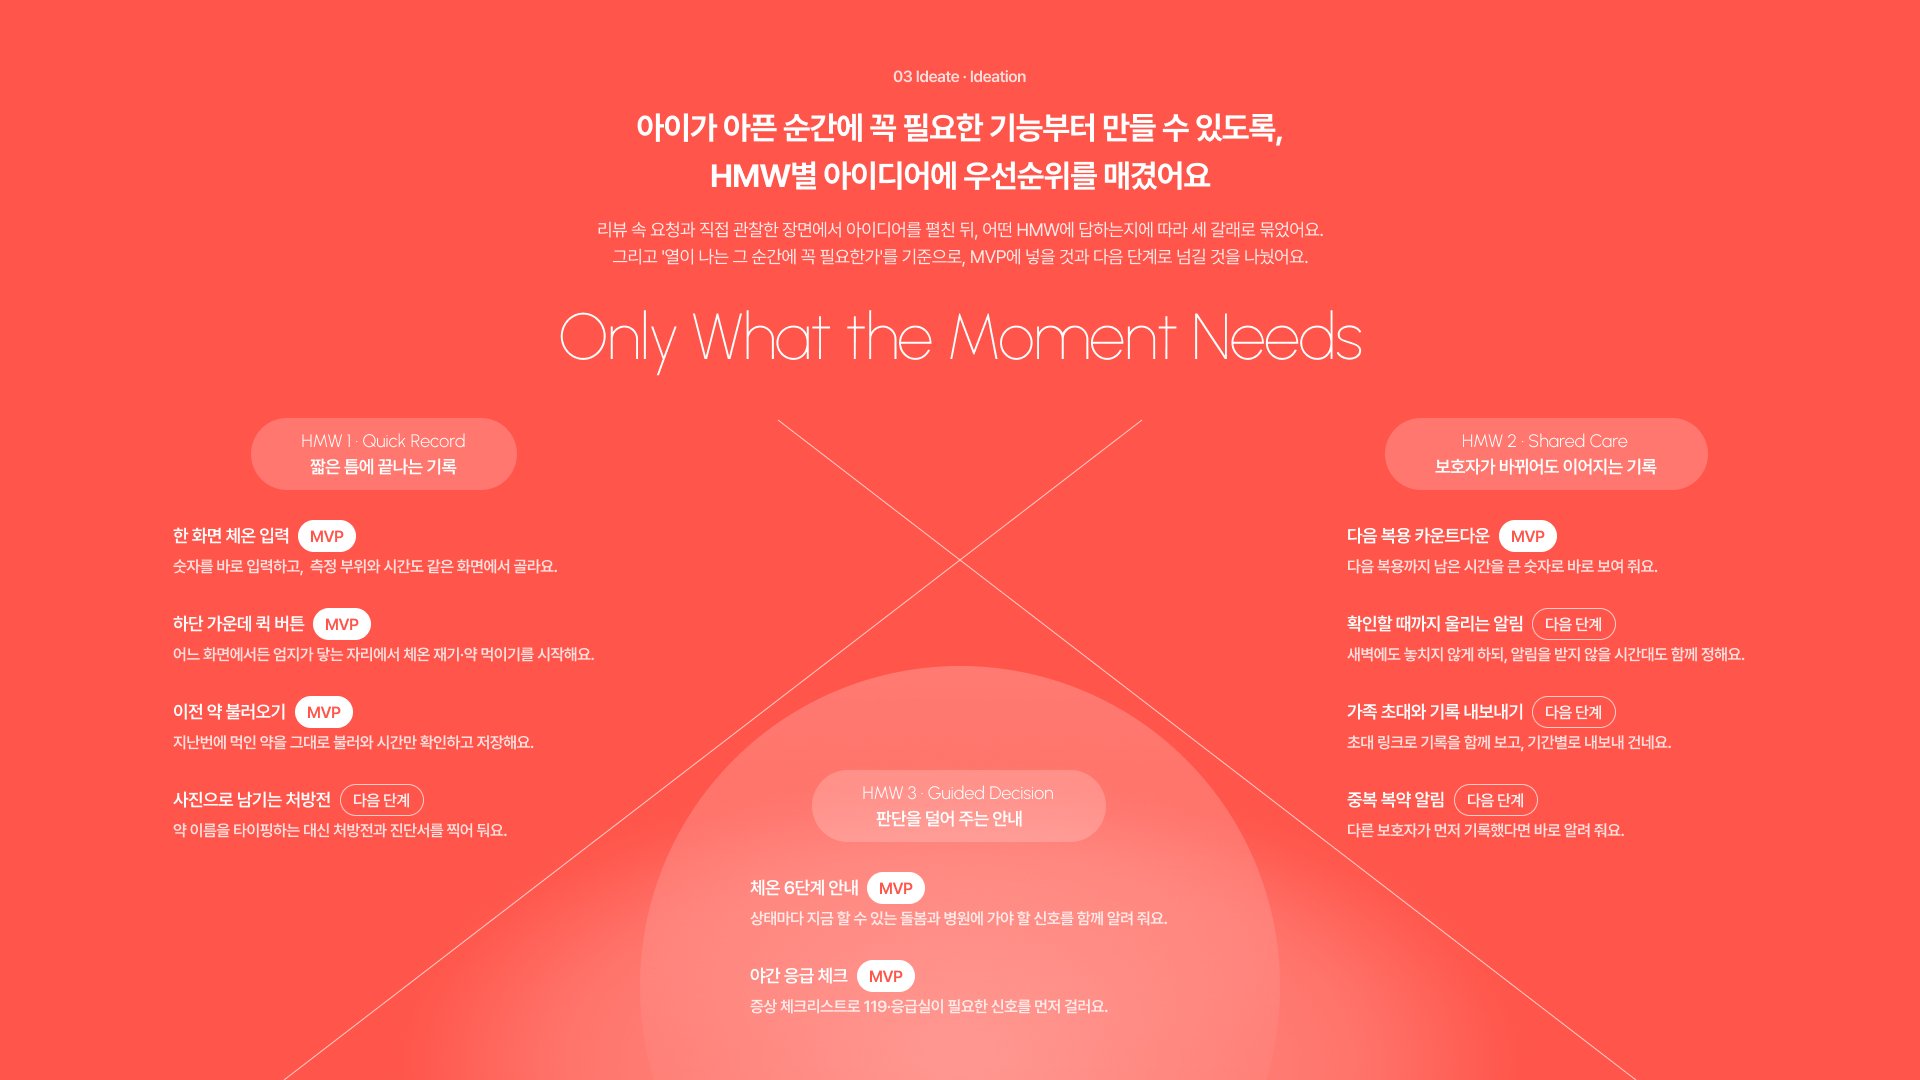 03 Ideate · Ideation
아이가 아픈 순간에 꼭 필요한 기능부터 만들 수 있도록,
HMW별 아이디어에 우선순위를 매겼어요
리뷰 속 요청과 직접 관찰한 장면에서 아이디어를 펼친 뒤, 어떤 HMW에 답하는지에 따라 세 갈래로 묶었어요.
그리고 '열이 나는 그 순간에 꼭 필요한가'를 기준으로, MVP에 넣을 것과 다음 단계로 넘길 것을 나눴어요.
Only What the Moment Needs
HMW 1 · Quick Record
짧은 틈에 끝나는 기록
한 화면 체온 입력 MVP
숫자를 바로 입력하고, 측정 부위와 시간도 같은 화면에서 골라요.
하단 가운데 퀵 버튼 MVP
어느 화면에서든 엄지가 닿는 자리에서 체온 재기·약 먹이기를 시작해요.
이전 약 불러오기 MVP
지난번에 먹인 약을 그대로 불러와 시간만 확인하고 저장해요.
사진으로 남기는 처방전 다음 단계
약 이름을 타이핑하는 대신 처방전과 진단서를 찍어 둬요.
HMW 2 · Shared Care
보호자가 바뀌어도 이어지는 기록
다음 복용 카운트다운 MVP
다음 복용까지 남은 시간을 큰 숫자로 바로 보여 줘요.
확인할 때까지 울리는 알림 다음 단계
새벽에도 놓치지 않게 하되, 알림을 받지 않을 시간대도 함께 정해요.
가족 초대와 기록 내보내기 다음 단계
초대 링크로 기록을 함께 보고, 기간별로 내보내 건네요.
중복 복약 알림 다음 단계
다른 보호자가 먼저 기록했다면 바로 알려 줘요.
HMW 3 · Guided Decision
판단을 덜어 주는 안내
체온 6단계 안내 MVP
상태마다 지금 할 수 있는 돌봄과 병원에 가야 할 신호를 함께 알려 줘요.
야간 응급 체크 MVP
증상 체크리스트로 119·응급실이 필요한 신호를 먼저 걸러요.